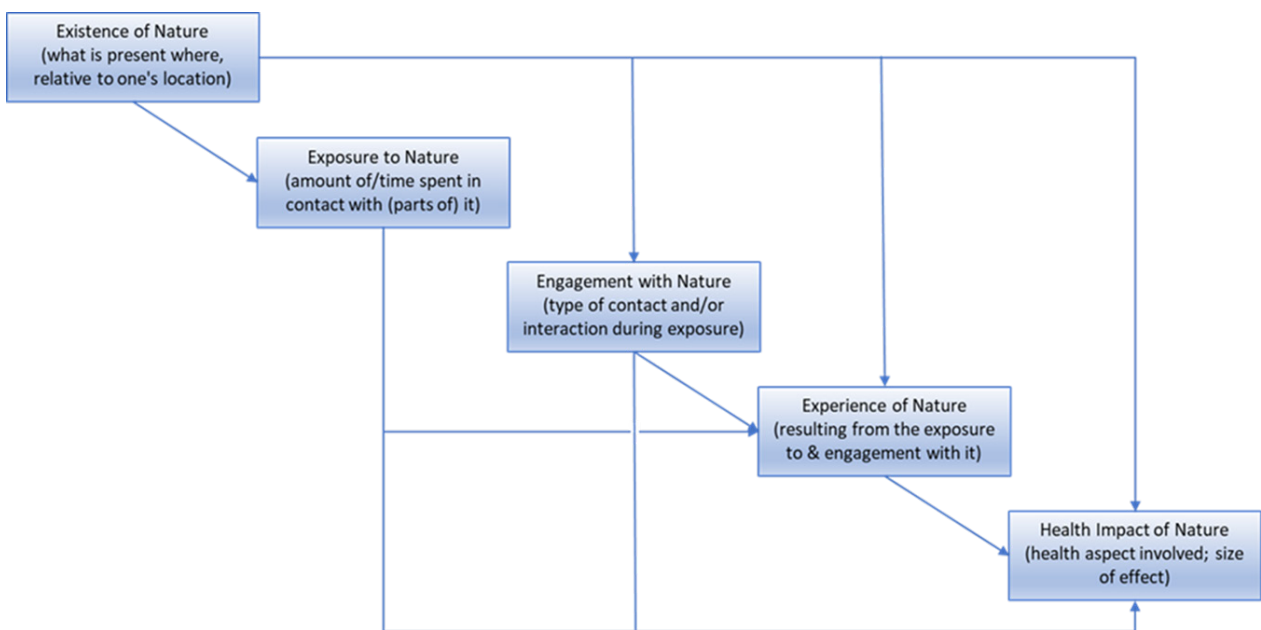 Existence of Nature
(what is present where,
relative to one's location)
Exposure to Nature
(amount of/time spent in
contact with (parts of) it)
Engagement with Nature
(type of contact and/or
interaction during exposure)
Experience of Nature
(resulting from the exposure
to & engagement with it)
Health Impact of Nature
(health aspect involved; size
of effect)